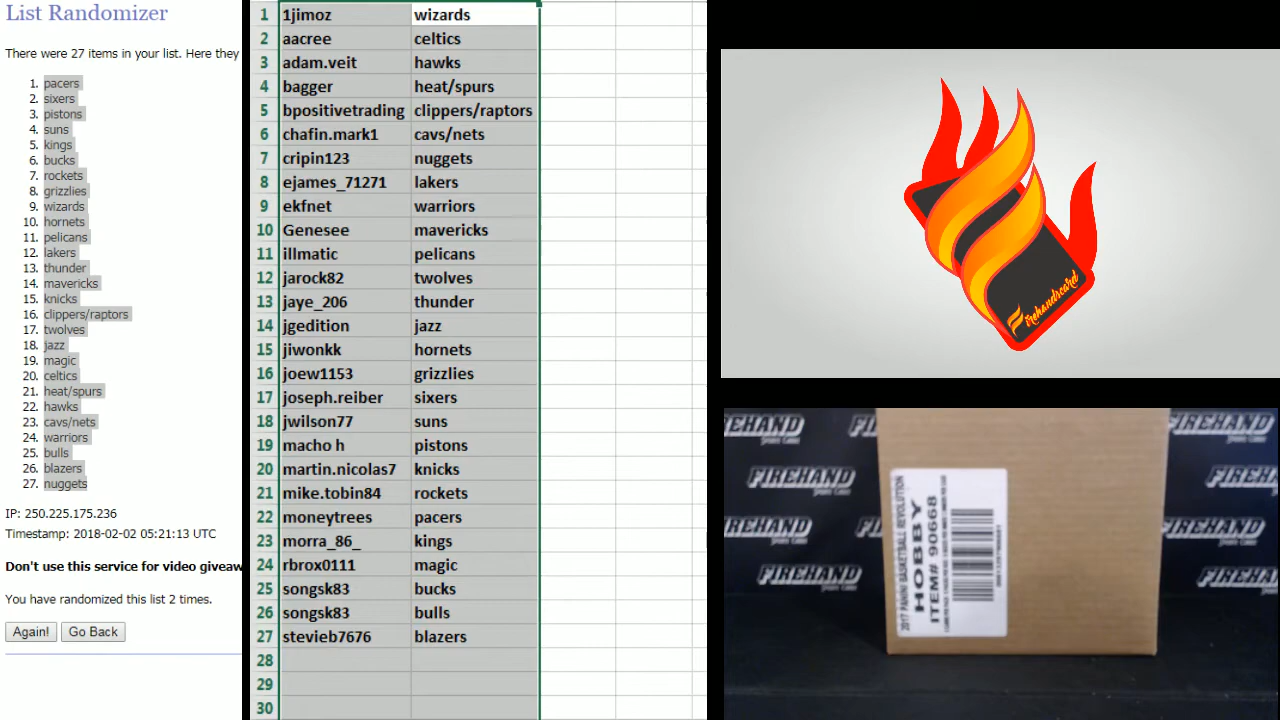 List Randomizer
There were 27 items in your list. Here they
1. pacers
2. sixers
3. pistons
4. suns
5. kings
6. bucks
7. rockets
8. grizzlies
9. wizards
10. hornets
11. pelicans
12. lakers
13. thunder
14. mavericks
15. knicks
16. clippers/raptors
17. twolves
18. jazz
19. magic
20. celtics
21. heat/spurs
22. hawks
23. cavs/nets
24. warriors
25. bulls
26. blazers
27. nuggets
IP: 250.225.175.236
Timestamp: 2018-02-02 05:21:13 UTC
Don't use this service for video giveaw
You have randomized this list 2 times.
Again! Go Back
1 1jimoz wizards
2 aacree celtics
3 adam.veit hawks
4 bagger heat/spurs
5 bpositivetrading clippers/raptors
6 chafin.mark1 cavs/nets
7 cripin123 nuggets
8 ejames_71271 lakers
9 ekfnet warriors
10 Genesee mavericks
11 illmatic pelicans
12 jarock82 twolves
13 jaye_206 thunder
14 jgedition jazz
15 jiwonkk hornets
16 joew1153 grizzlies
17 joseph.reiber sixers
18 jwilson77 suns
19 macho h pistons
20 martin.nicolas7 knicks
21 mike.tobin84 rockets
22 moneytrees pacers
23 morra_86_ kings
24 rbrox0111 magic
25 songsk83 bucks
26 songsk83 bulls
27 stevieb7676 blazers
28
29
30
Firehandscard
FIREHAND
FIREHAND
FIREHAND
FIREHAND
2017 PANINI BASKETBALL REVOLUTION
HOBBY
ITEM# 90668